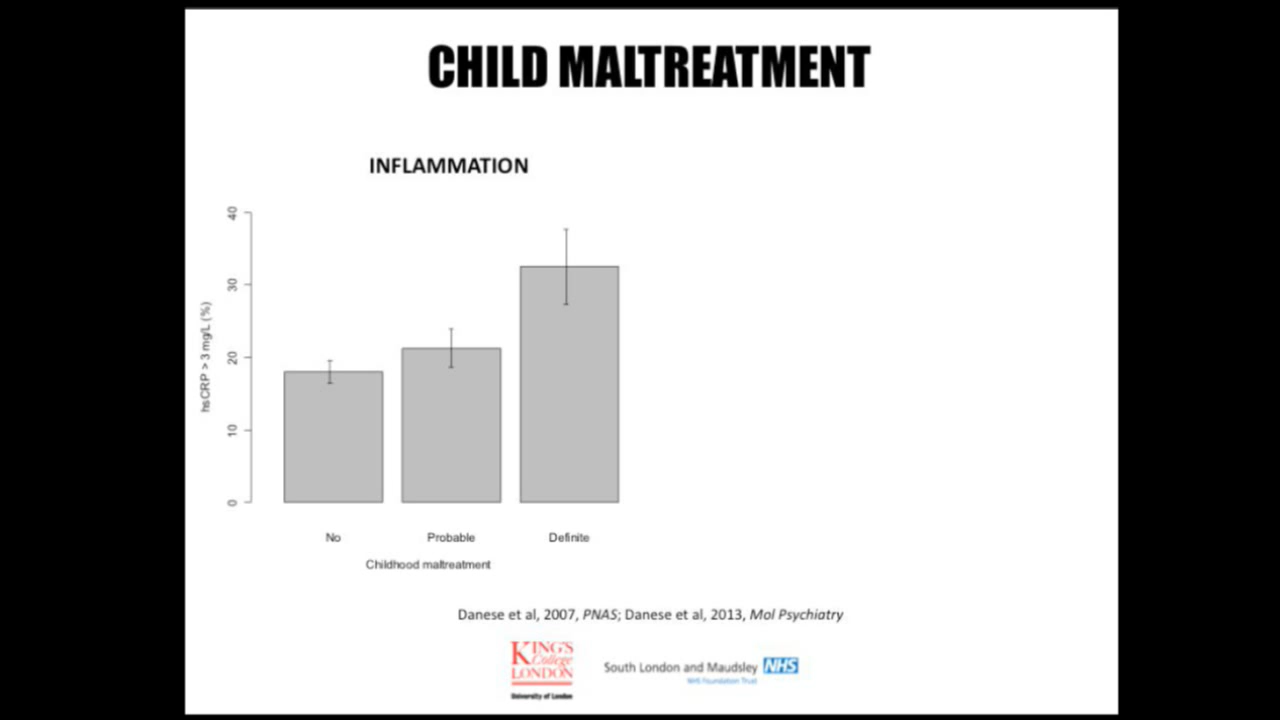 CHILD MALTREATMENT
INFLAMMATION
40
30
20
10
0
hsCRP > 3 mg/L (%)
No Probable Definite
Childhood maltreatment
Danese et al, 2007, PNAS; Danese et al, 2013, Mol Psychiatry
KING'S
College
LONDON
University of London
South London and Maudsley NHS
NHS Foundation Trust